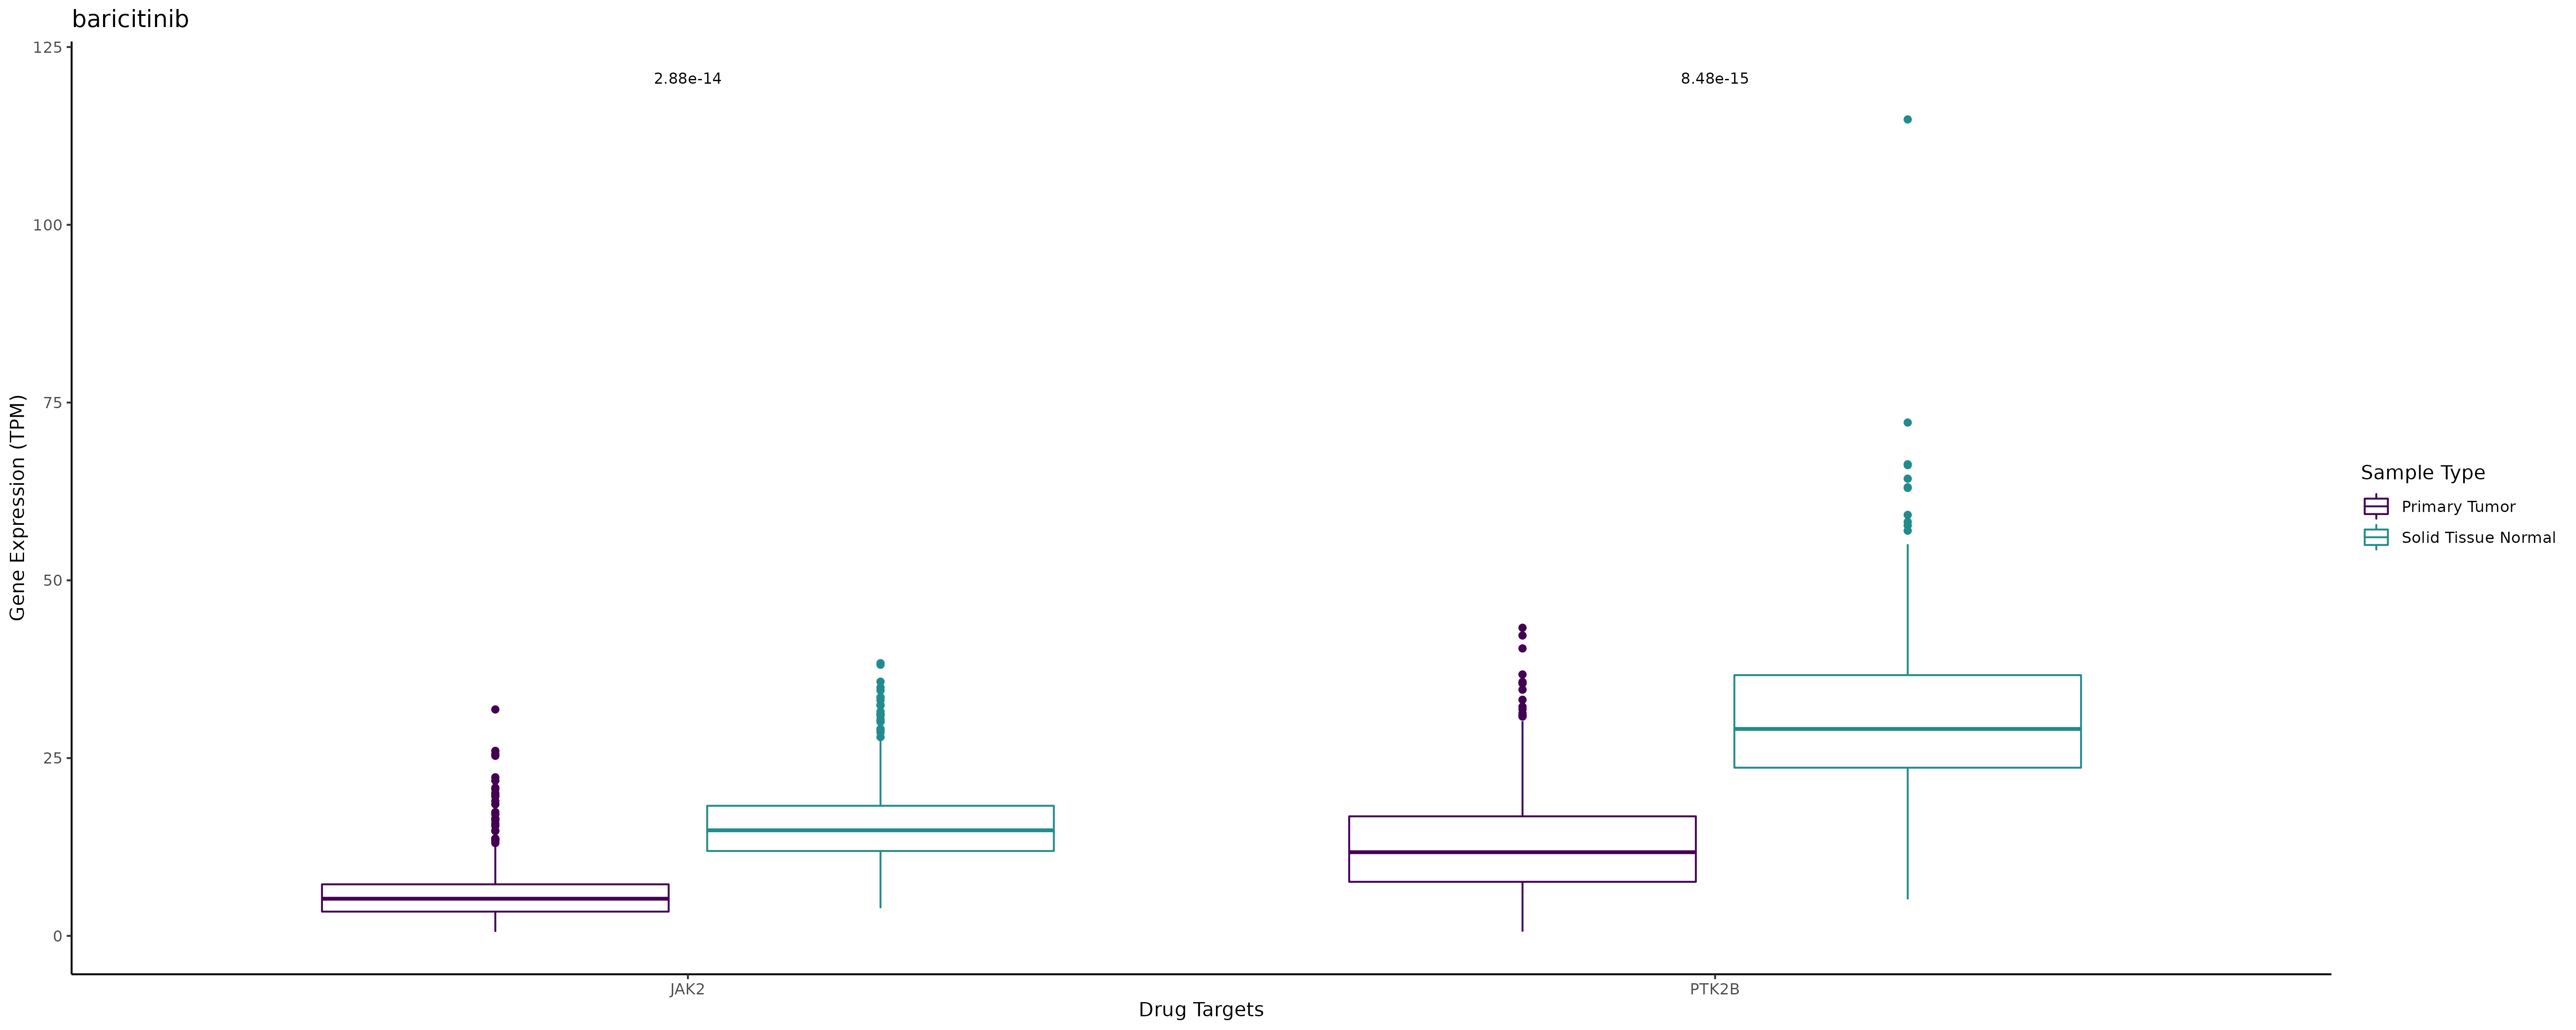 baricitinib
125
2.88e-14
8.48e-15
100
75
50
25
0
Gene Expression (TPM)
JAK2
PTK2B
Drug Targets
Sample Type
Primary Tumor
Solid Tissue Normal